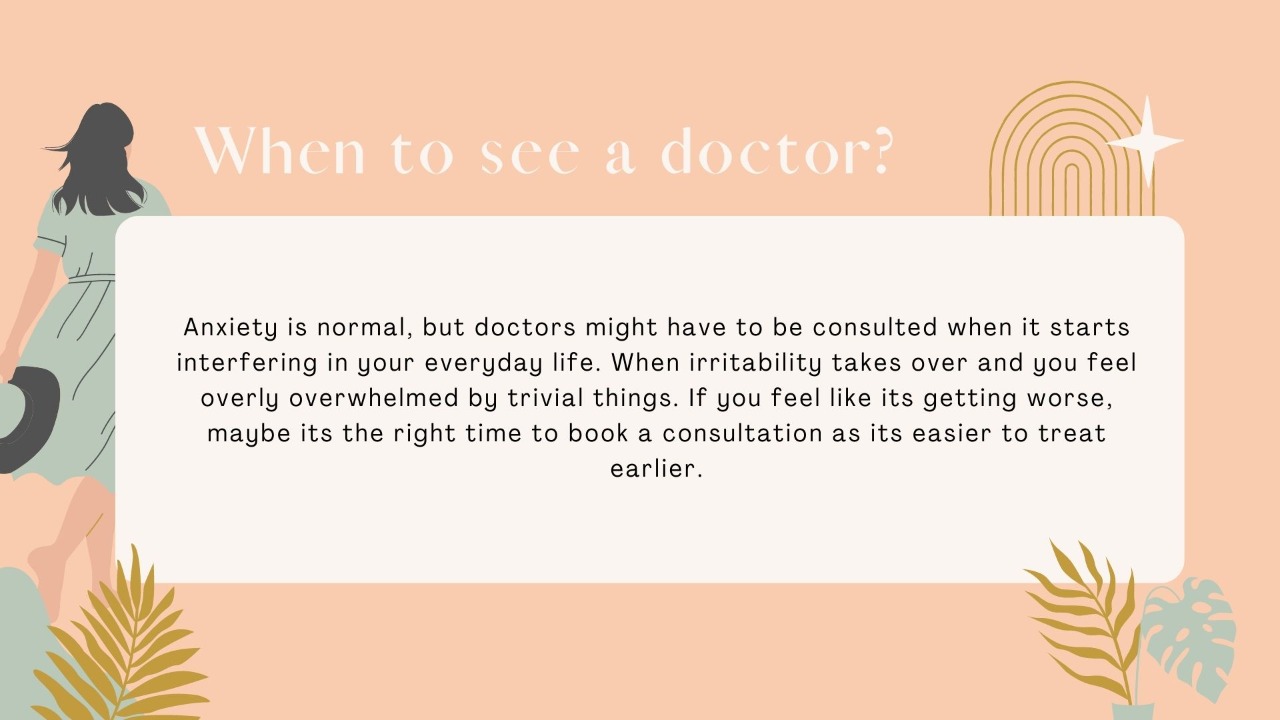 When to see a doctor?
Anxiety is normal, but doctors might have to be consulted when it starts
interfering in your everyday life. When irritability takes over and you feel
overly overwhelmed by trivial things. If you feel like its getting worse,
maybe its the right time to book a consultation as its easier to treat
earlier.